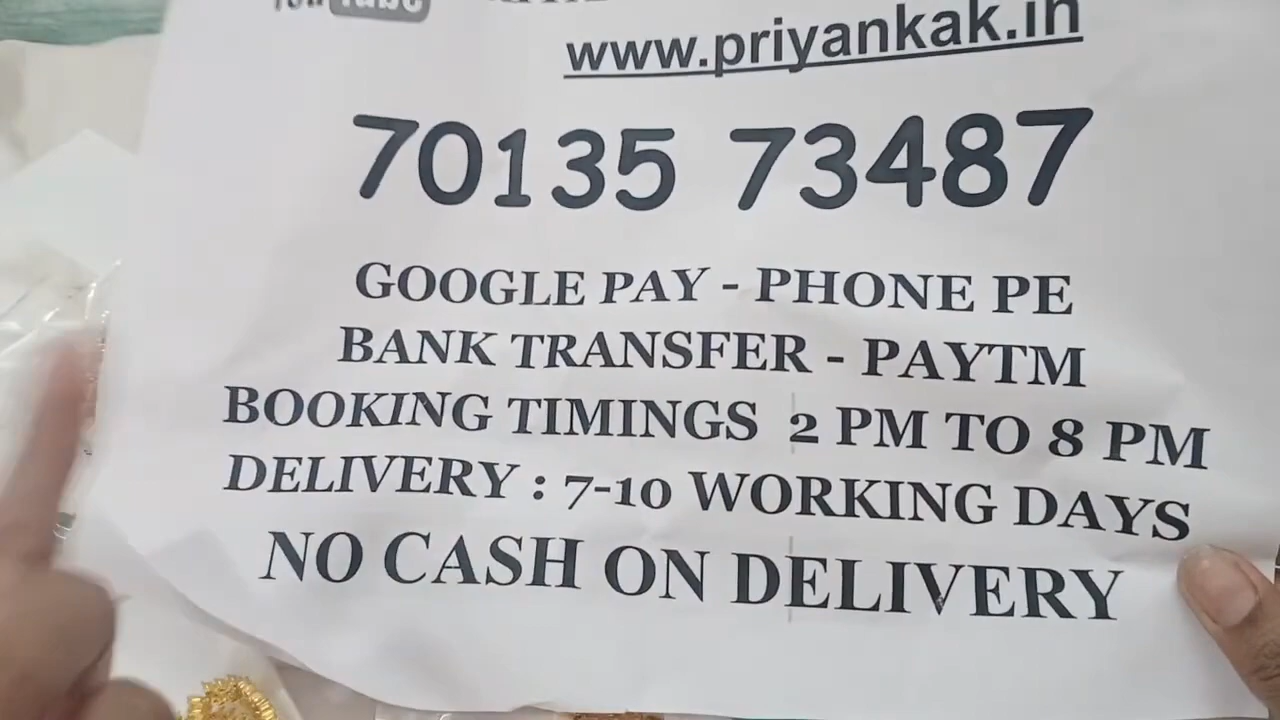 YouTube
www.priyankak.in
70135 73487
GOOGLE PAY - PHONE PE
BANK TRANSFER - PAYTM
BOOKING TIMINGS 2 PM TO 8 PM
DELIVERY : 7-10 WORKING DAYS
NO CASH ON DELIVERY